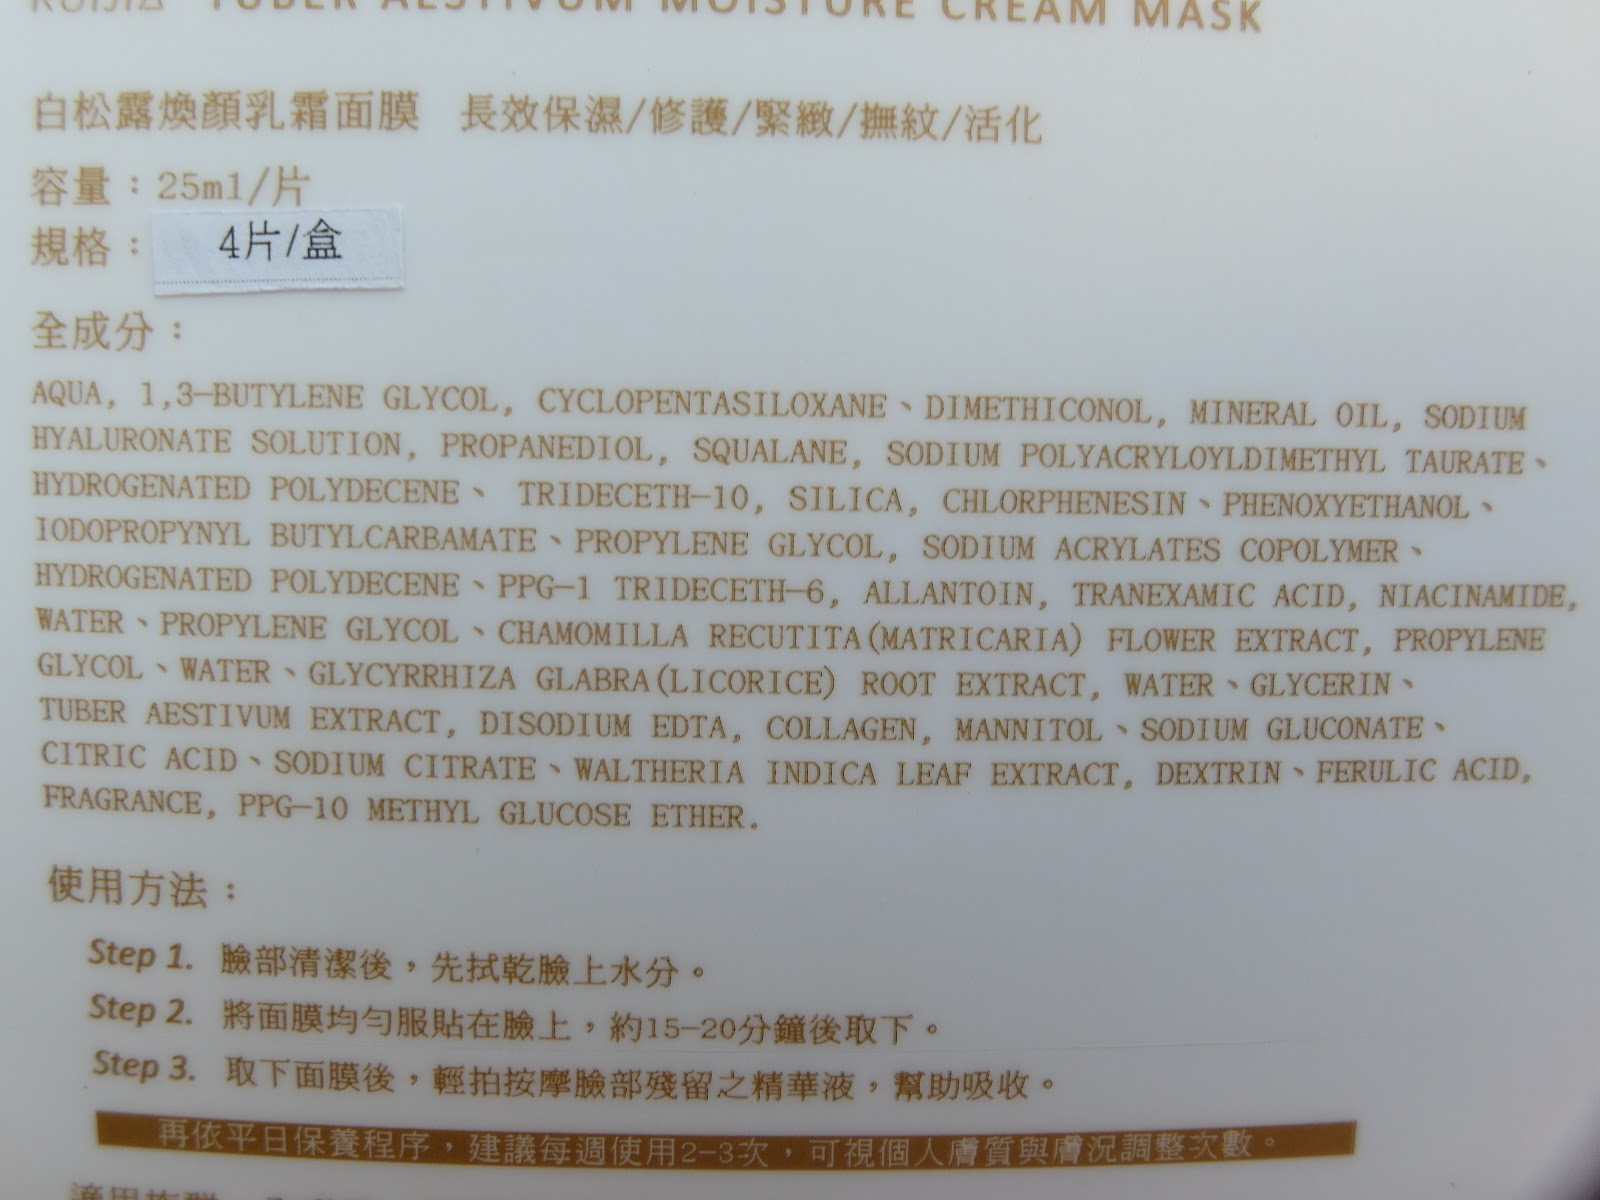 TUBER AESTIVUM MOISTURE CREAM MASK
白松露煥顏乳霜面膜 長效保濕/修護/緊緻/撫紋/活化
容量：25ml/片
規格：4片/盒
全成分：
AQUA, 1,3-BUTYLENE GLYCOL, CYCLOPENTASILOXANE、DIMETHICONOL, MINERAL OIL, SODIUM
HYALURONATE SOLUTION, PROPANEDIOL, SQUALANE, SODIUM POLYACRYLOYLDIMETHYL TAURATE、
HYDROGENATED POLYDECENE、 TRIDECETH-10, SILICA, CHLORPHENESIN、PHENOXYETHANOL、
IODOPROPYNYL BUTYLCARBAMATE、PROPYLENE GLYCOL, SODIUM ACRYLATES COPOLYMER、
HYDROGENATED POLYDECENE、PPG-1 TRIDECETH-6, ALLANTOIN, TRANEXAMIC ACID, NIACINAMIDE,
WATER、PROPYLENE GLYCOL、CHAMOMILLA RECUTITA(MATRICARIA) FLOWER EXTRACT, PROPYLENE
GLYCOL、WATER、GLYCYRRHIZA GLABRA(LICORICE) ROOT EXTRACT, WATER、GLYCERIN、
TUBER AESTIVUM EXTRACT, DISODIUM EDTA, COLLAGEN, MANNITOL、SODIUM GLUCONATE、
CITRIC ACID、SODIUM CITRATE、WALTHERIA INDICA LEAF EXTRACT, DEXTRIN、FERULIC ACID,
FRAGRANCE, PPG-10 METHYL GLUCOSE ETHER.
使用方法：
Step 1. 臉部清潔後，先拭乾臉上水分。
Step 2. 將面膜均勻服貼在臉上，約15-20分鐘後取下。
Step 3. 取下面膜後，輕拍按摩臉部殘留之精華液，幫助吸收。
再依平日保養程序，建議每週使用2-3次，可視個人膚質與膚況調整次數。